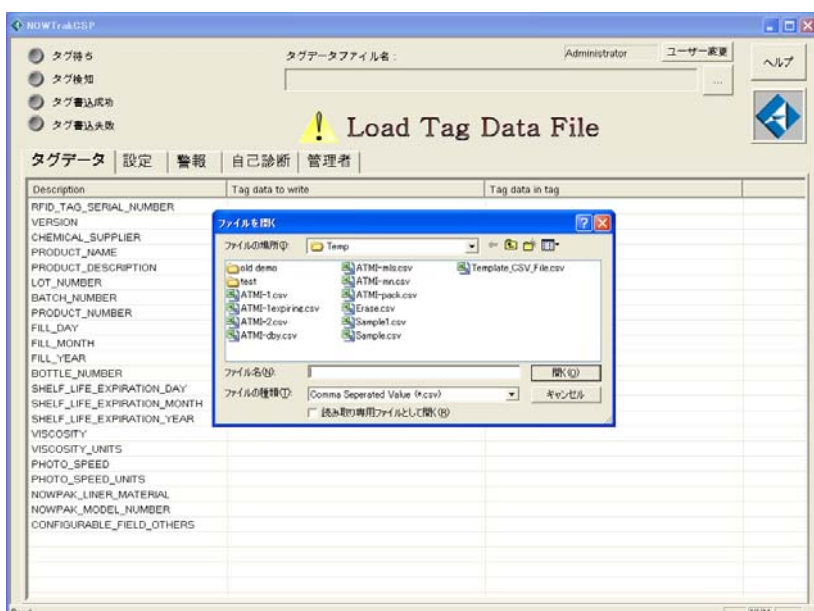 NOWTrakCSP
タグ待ち
タグデータファイル名:
Administrator
ユーザー変更
ヘルプ
タグ検知
...
タグ書込成功
タグ書込失敗
! Load Tag Data File
タグデータ 設定 警報 自己診断 管理者
Description Tag data to write Tag data in tag
RFID_TAG_SERIAL_NUMBER
VERSION
CHEMICAL_SUPPLIER
PRODUCT_NAME
PRODUCT_DESCRIPTION
LOT_NUMBER
BATCH_NUMBER
PRODUCT_NUMBER
FILL_DAY
FILL_MONTH
FILL_YEAR
BOTTLE_NUMBER
SHELF_LIFE_EXPIRATION_DAY
SHELF_LIFE_EXPIRATION_MONTH
SHELF_LIFE_EXPIRATION_YEAR
VISCOSITY
VISCOSITY_UNITS
PHOTO_SPEED
PHOTO_SPEED_UNITS
NOWPAK_LINER_MATERIAL
NOWPAK_MODEL_NUMBER
CONFIGURABLE_FIELD_OTHERS
ファイルを開く
ファイルの場所(I): Temp
old demo ATMI-mls.csv Template_CSV_File.csv
test ATMI-mn.csv
ATMI-1.csv ATMI-pack.csv
ATMI-1expiring.csv Erase.csv
ATMI-2.csv Sample1.csv
ATMI-dby.csv Sample.csv
ファイル名(N): 開く(O)
ファイルの種類(T): Comma Seperated Value (*.csv) キャンセル
読み取り専用ファイルとして開く(R)